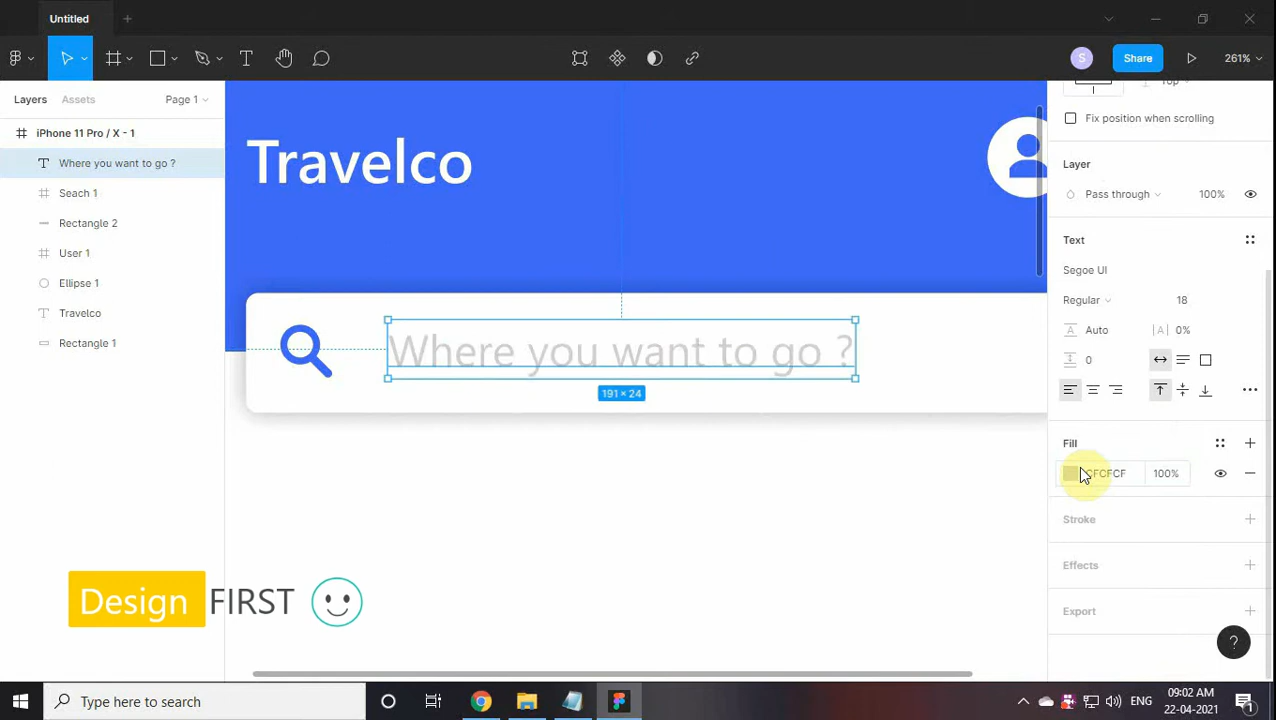 Untitled
S
Share
261%
Layers
Assets
Page 1
iPhone 11 Pro / X - 1
Where you want to go ?
Seach 1
Rectangle 2
User 1
Ellipse 1
Travelco
Rectangle 1
Travelco
Where you want to go ?
191 × 24
Design FIRST
Top
Fix position when scrolling
Layer
Pass through
100%
Text
Segoe UI
Regular
18
Auto
0%
0
Fill
CFCFCF
100%
Stroke
Effects
Export
?
Type here to search
ENG
09:02 AM
22-04-2021
1